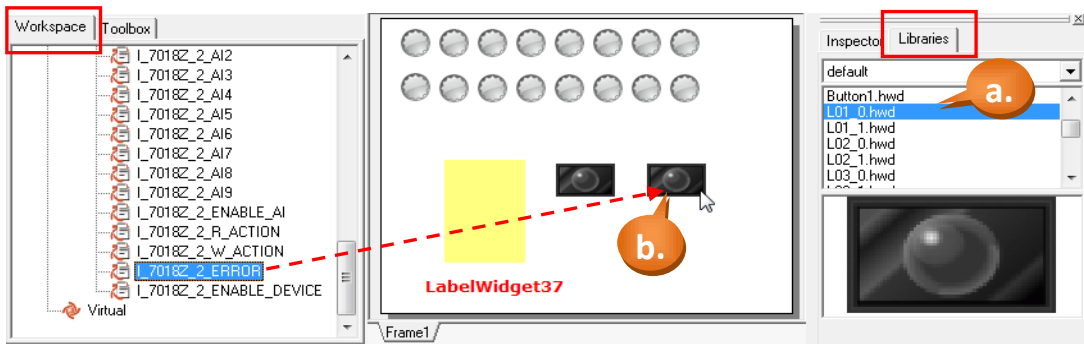 Workspace
Toolbox
I_7018Z_2_AI2
I_7018Z_2_AI3
I_7018Z_2_AI4
I_7018Z_2_AI5
I_7018Z_2_AI6
I_7018Z_2_AI7
I_7018Z_2_AI8
I_7018Z_2_AI9
I_7018Z_2_ENABLE_AI
I_7018Z_2_R_ACTION
I_7018Z_2_W_ACTION
I_7018Z_2_ERROR
I_7018Z_2_ENABLE_DEVICE
Virtual
b.
LabelWidget37
Frame1
Inspector
Libraries
default
a.
Button1.hwd
L01_0.hwd
L01_1.hwd
L02_0.hwd
L02_1.hwd
L03_0.hwd